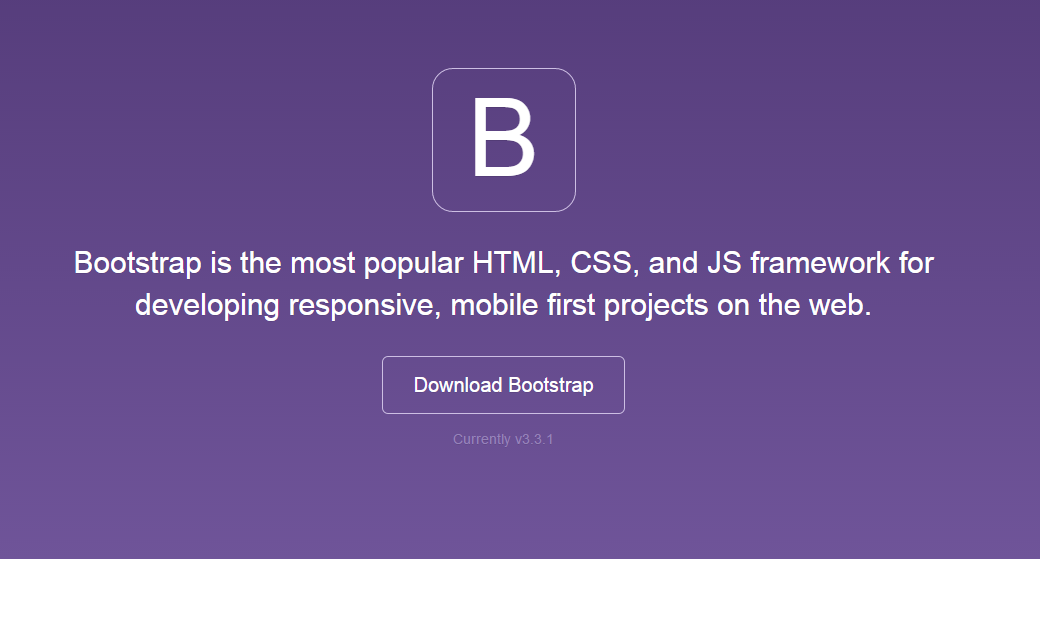 B
Bootstrap is the most popular HTML, CSS, and JS framework for
developing responsive, mobile first projects on the web.
Download Bootstrap
Currently v3.3.1